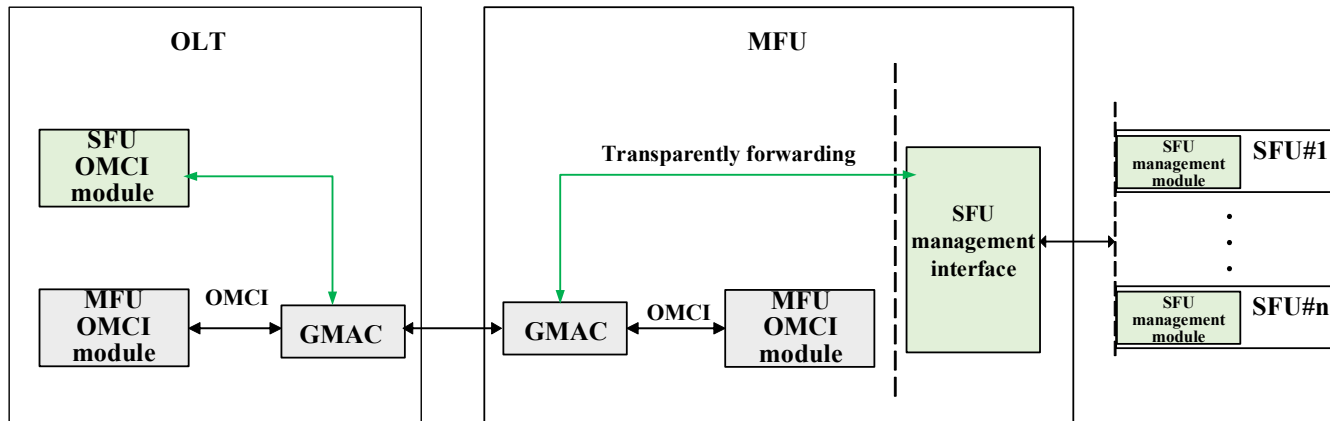 OLT
MFU
SFU
OMCI
module
MFU
OMCI
module
OMCI
GMAC
Transparently forwarding
GMAC
OMCI
MFU
OMCI
module
SFU
management
interface
SFU
management
module
SFU#1
SFU
management
module
SFU#n